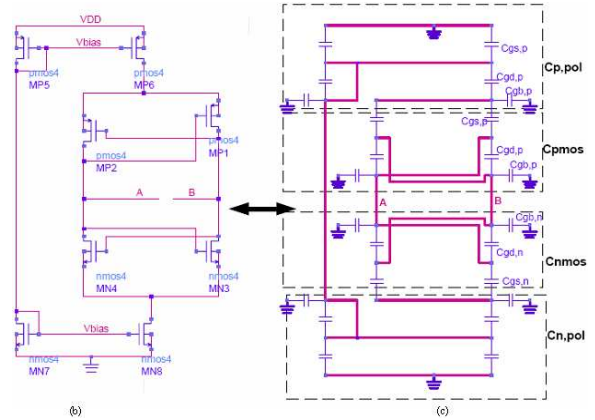 VDD
Vbias
pmos4
MP5
pmos4
MP6
pmos4
MP2
pmos4
MP1
A
B
nmos4
MN4
nmos4
MN3
Vbias
nmos4
MN7
nmos4
MN8
(b)
Cgs,p
Cgd,p
Cgb,p
Cp,pol
Cgs,p
Cgd,p
Cgb,p
Cpmos
A
B
Cgb,n
Cgd,n
Cgs,n
Cnmos
Cn,pol
(c)